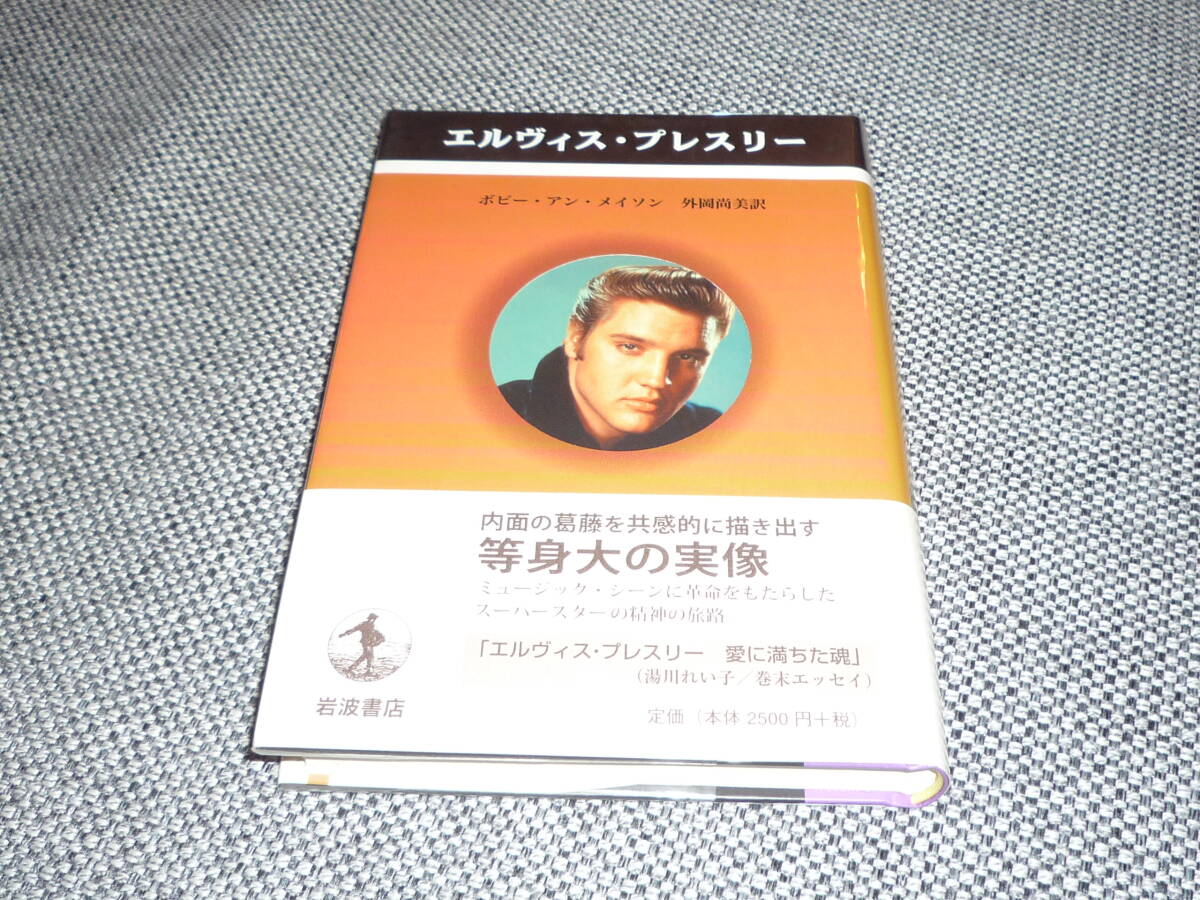 エルヴィス・プレスリー
ボビー・アン・メイソン 外岡尚美訳
内面の葛藤を共感的に描き出す
等身大の実像
ミュージック・シーンに革命をもたらした
スーパースターの精神の旅路
「エルヴィス・プレスリー 愛に満ちた魂」
(湯川れい子/巻末エッセイ)
岩波書店
定価(本体2500円+税)